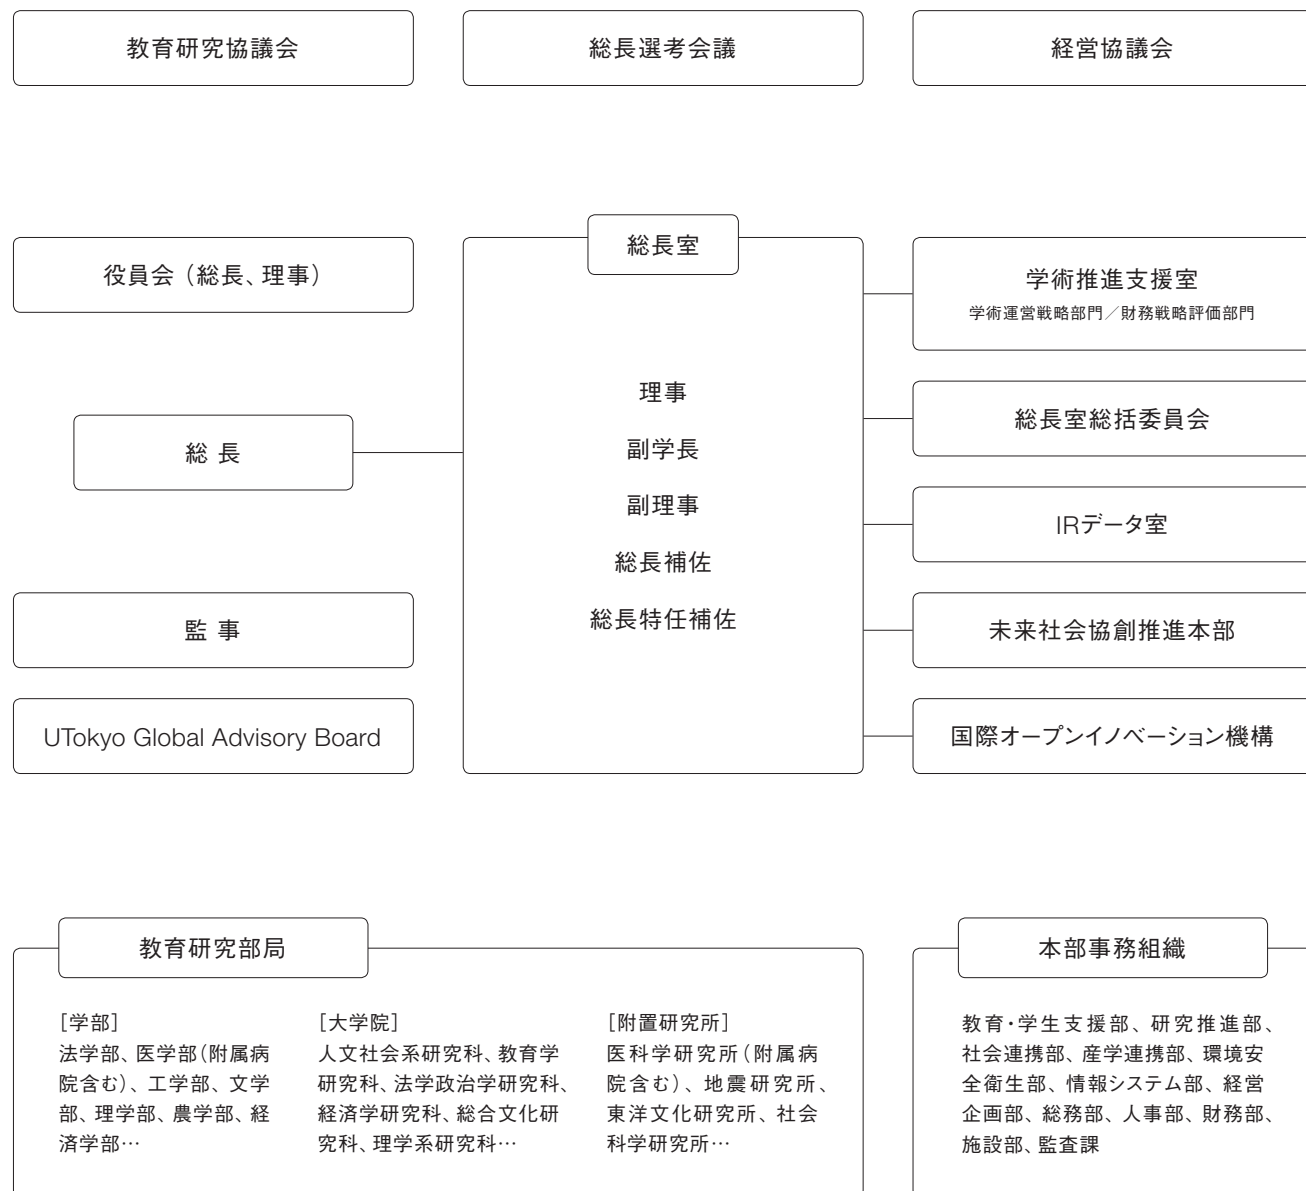 教育研究協議会
総長選考会議
経営協議会
役員会（総長、理事）
総 長
監 事
UTokyo Global Advisory Board
総長室
理事
副学長
副理事
総長補佐
総長特任補佐
学術推進支援室
学術運営戦略部門／財務戦略評価部門
総長室総括委員会
IRデータ室
未来社会協創推進本部
国際オープンイノベーション機構
教育研究部局
［学部］
法学部、医学部（附属病
院含む）、工学部、文学
部、理学部、農学部、経
済学部…
［大学院］
人文社会系研究科、教育学
研究科、法学政治学研究科、
経済学研究科、総合文化研
究科、理学系研究科…
［附置研究所］
医科学研究所（附属病
院含む）、地震研究所、
東洋文化研究所、社会
科学研究所…
本部事務組織
教育・学生支援部、研究推進部、
社会連携部、産学連携部、環境安
全衛生部、情報システム部、経営
企画部、総務部、人事部、財務部、
施設部、監査課